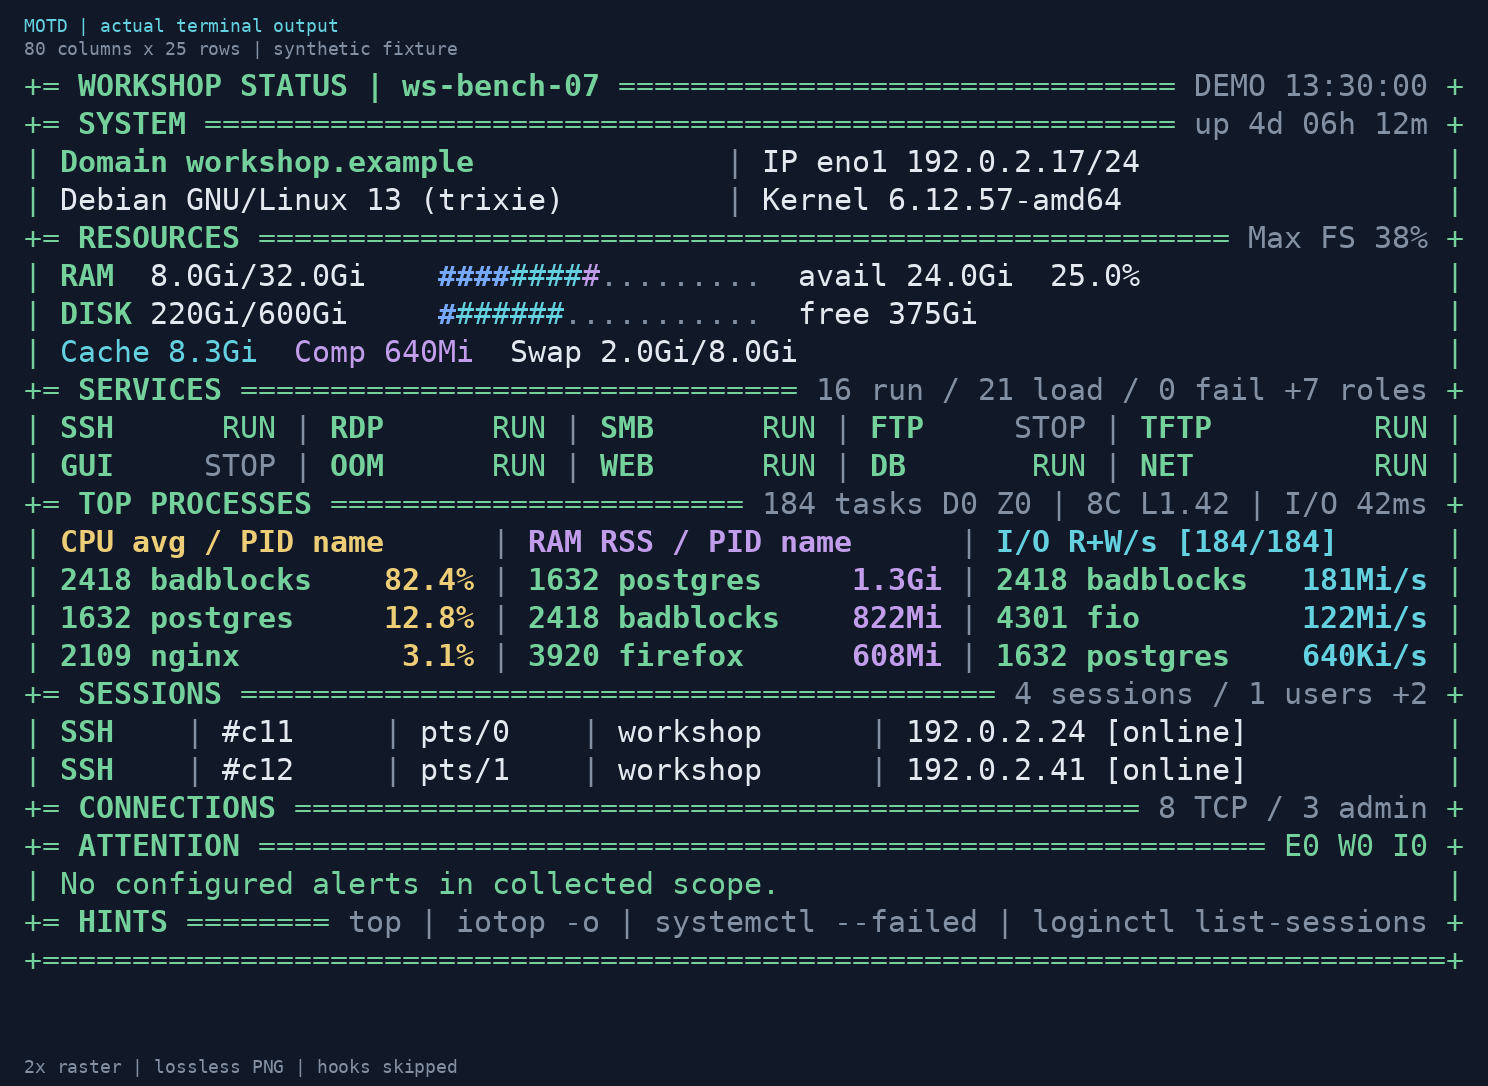 MOTD | actual terminal output
80 columns x 25 rows | synthetic fixture
+= WORKSHOP STATUS | ws-bench-07 =============================== DEMO 13:30:00 +
+= SYSTEM ====================================================== up 4d 06h 12m +
| Domain workshop.example              | IP eno1 192.0.2.17/24                 |
| Debian GNU/Linux 13 (trixie)         | Kernel 6.12.57-amd64                  |
+= RESOURCES ====================================================== Max FS 38% +
| RAM  8.0Gi/32.0Gi    #########.........  avail 24.0Gi  25.0%                 |
| DISK 220Gi/600Gi     #######...........  free 375Gi                          |
| Cache 8.3Gi  Comp 640Mi  Swap 2.0Gi/8.0Gi                                    |
+= SERVICES =============================== 16 run / 21 load / 0 fail +7 roles +
| SSH      RUN | RDP      RUN | SMB      RUN | FTP     STOP | TFTP         RUN |
| GUI     STOP | OOM      RUN | WEB      RUN | DB       RUN | NET          RUN |
+= TOP PROCESSES ======================= 184 tasks D0 Z0 | 8C L1.42 | I/O 42ms +
| CPU avg / PID name      | RAM RSS / PID name      | I/O R+W/s [184/184]      |
| 2418 badblocks    82.4% | 1632 postgres     1.3Gi | 2418 badblocks   181Mi/s |
| 1632 postgres     12.8% | 2418 badblocks    822Mi | 4301 fio         122Mi/s |
| 2109 nginx         3.1% | 3920 firefox      608Mi | 1632 postgres    640Ki/s |
+= SESSIONS ========================================== 4 sessions / 1 users +2 +
| SSH    | #c11     | pts/0    | workshop      | 192.0.2.24 [online]           |
| SSH    | #c12     | pts/1    | workshop      | 192.0.2.41 [online]           |
+= CONNECTIONS =============================================== 8 TCP / 3 admin +
+= ATTENTION ======================================================== E0 W0 I0 +
| No configured alerts in collected scope.                                     |
+= HINTS ======== top | iotop -o | systemctl --failed | loginctl list-sessions +
+==============================================================================+
2x raster | lossless PNG | hooks skipped